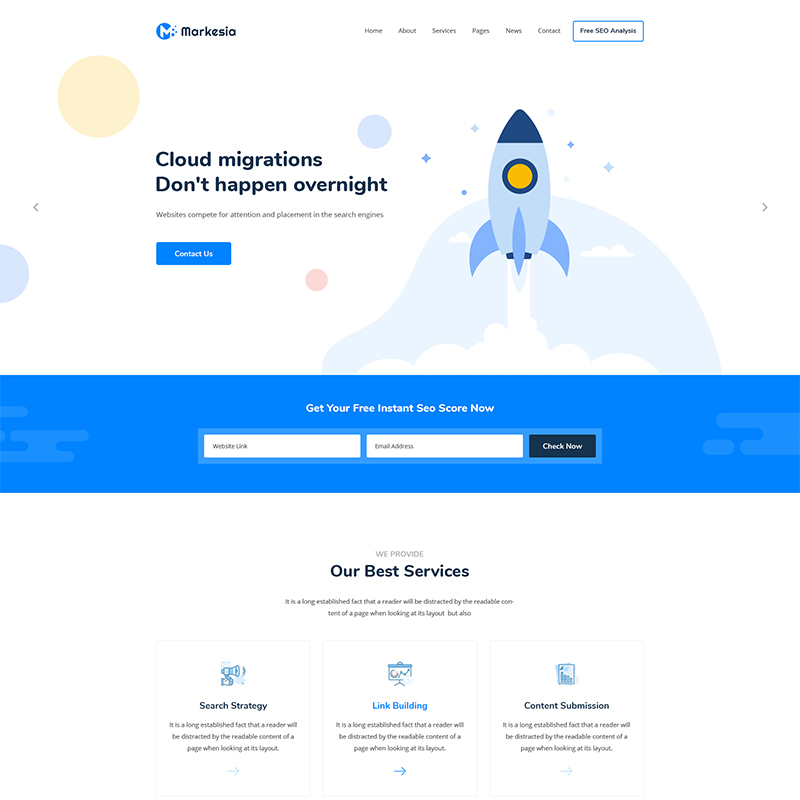 Markesia
Home About Services Pages News Contact Free SEO Analysis
Cloud migrations
Don't happen overnight
Websites compete for attention and placement in the search engines
Contact Us
Get Your Free Instant Seo Score Now
Website Link Email Address Check Now
WE PROVIDE
Our Best Services
It is a long established fact that a reader will be distracted by the readable con-
tent of a page when looking at its layout but also
Search Strategy
It is a long established fact that a reader will
be distracted by the readable content of a
page when looking at its layout.
Link Building
It is a long established fact that a reader will
be distracted by the readable content of a
page when looking at its layout.
Content Submission
It is a long established fact that a reader will
be distracted by the readable content of a
page when looking at its layout.